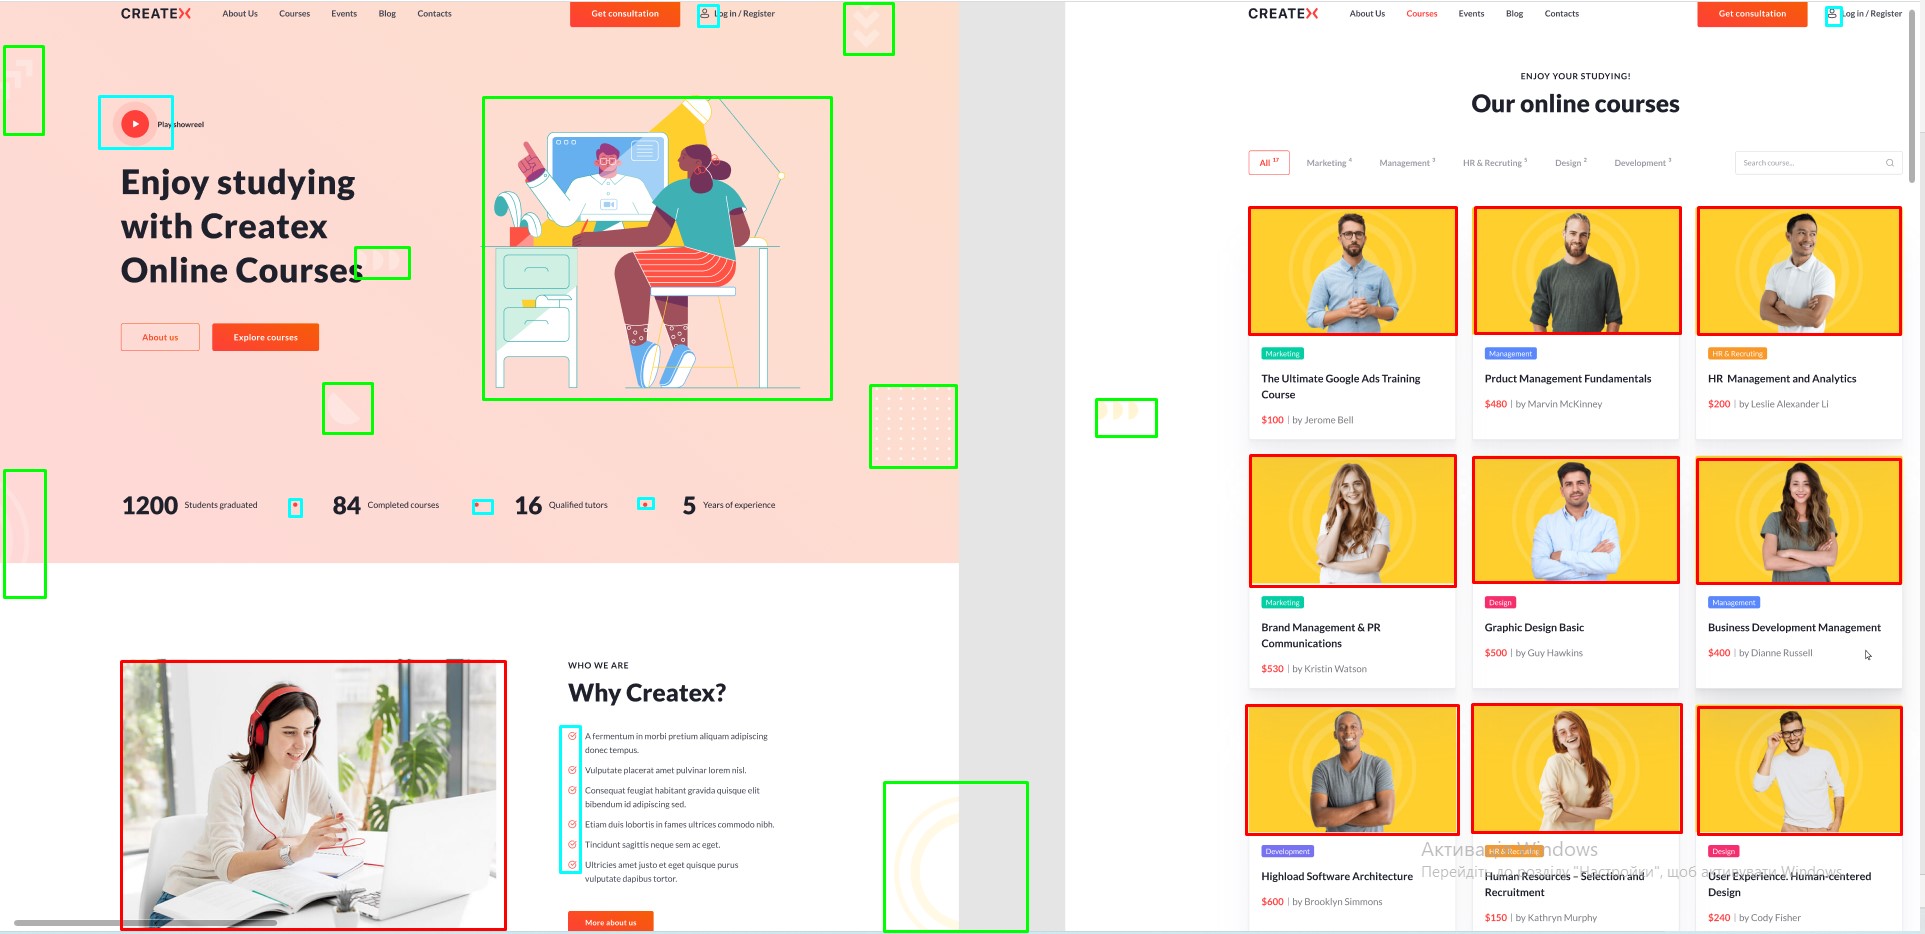 CREATEX
About Us
Courses
Events
Blog
Contacts
Get consultation
Log in / Register
Play showreel
Enjoy studying
with Createx
Online Courses
About us
Explore courses
1200 Students graduated
84 Completed courses
16 Qualified tutors
5 Years of experience
WHO WE ARE
Why Createx?
A fermentum in morbi pretium aliquam adipiscing
donec tempus.
Vulputate placerat amet pulvinar lorem nisl.
Consequat feugiat habitant gravida quisque elit
bibendum id adipiscing sed.
Etiam duis lobortis in fames ultrices commodo nibh.
Tincidunt sagittis neque sem ac eget.
Ultricies amet justo et eget quisque purus
vulputate dapibus tortor.
More about us
CREATEX
About Us
Courses
Events
Blog
Contacts
Get consultation
Log in / Register
ENJOY YOUR STUDYING!
Our online courses
All 17
Marketing 4
Management 3
HR & Recruting 5
Design 2
Development 3
Search course...
Marketing
The Ultimate Google Ads Training
Course
$100 | by Jerome Bell
Management
Prduct Management Fundamentals
$480 | by Marvin McKinney
HR & Recruting
HR Management and Analytics
$200 | by Leslie Alexander Li
Marketing
Brand Management & PR
Communications
$530 | by Kristin Watson
Design
Graphic Design Basic
$500 | by Guy Hawkins
Management
Business Development Management
$400 | by Dianne Russell
Development
Highload Software Architecture
$600 | by Brooklyn Simmons
HR & Recruting
Human Resources – Selection and
Recruitment
$150 | by Kathryn Murphy
Design
User Experience. Human-centered
Design
$240 | by Cody Fisher
Активація Windows
Перейдіть до розділу "Настройки", щоб активувати Windows.